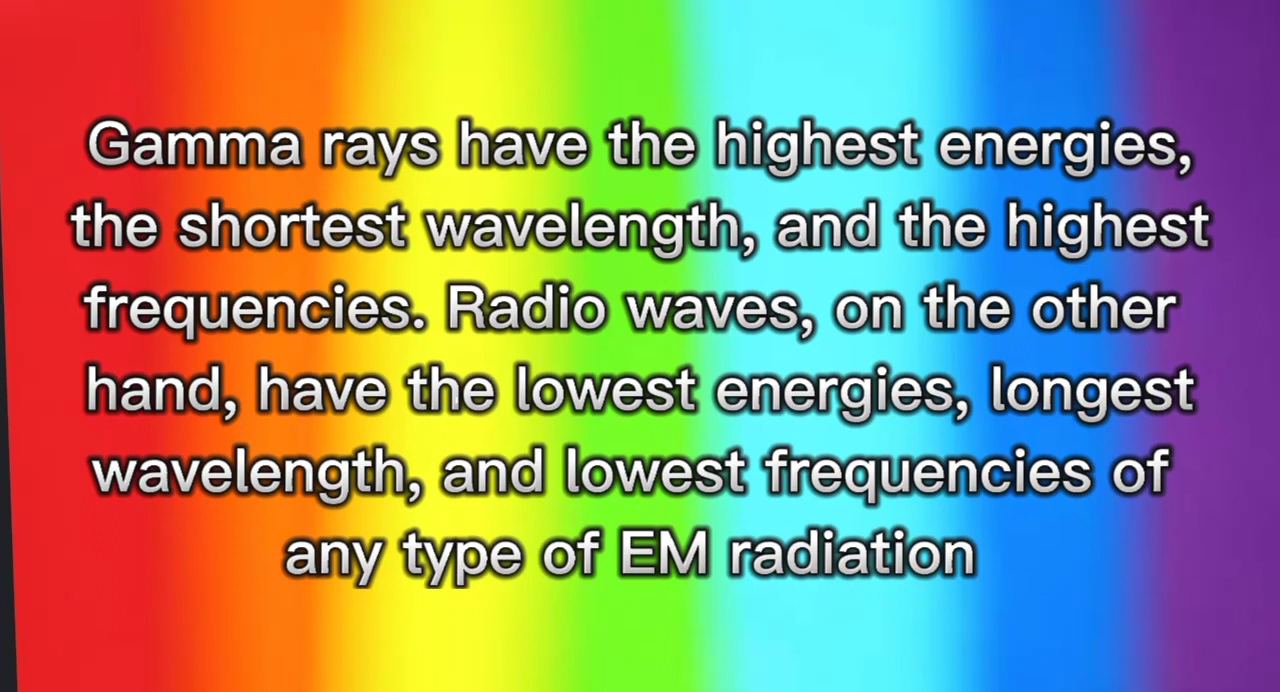 Gamma rays have the highest energies,
the shortest wavelength, and the highest
frequencies. Radio waves, on the other
hand, have the lowest energies, longest
wavelength, and lowest frequencies of
any type of EM radiation